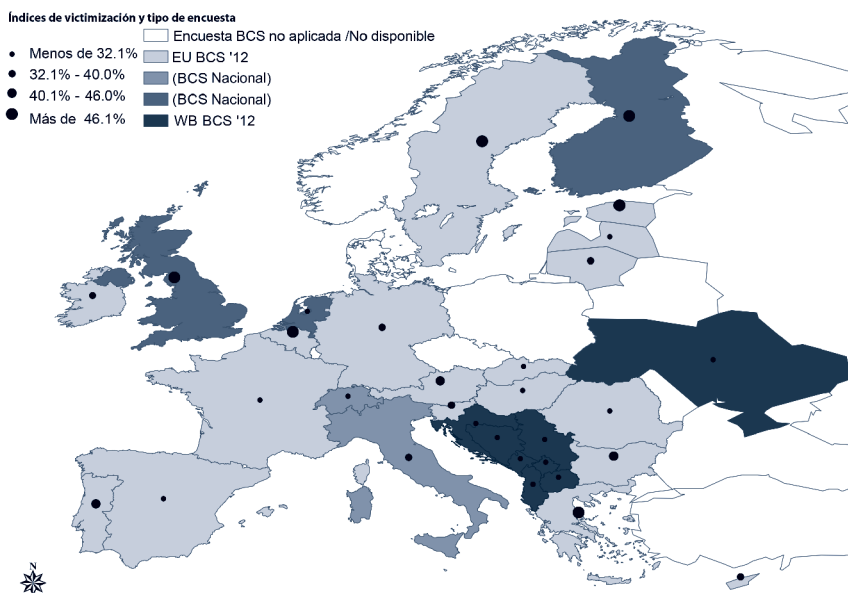 Índices de victimización y tipo de encuesta
Menos de 32.1%
32.1% - 40.0%
40.1% - 46.0%
Más de 46.1%
Encuesta BCS no aplicada /No disponible
EU BCS '12
(BCS Nacional)
(BCS Nacional)
WB BCS '12
N